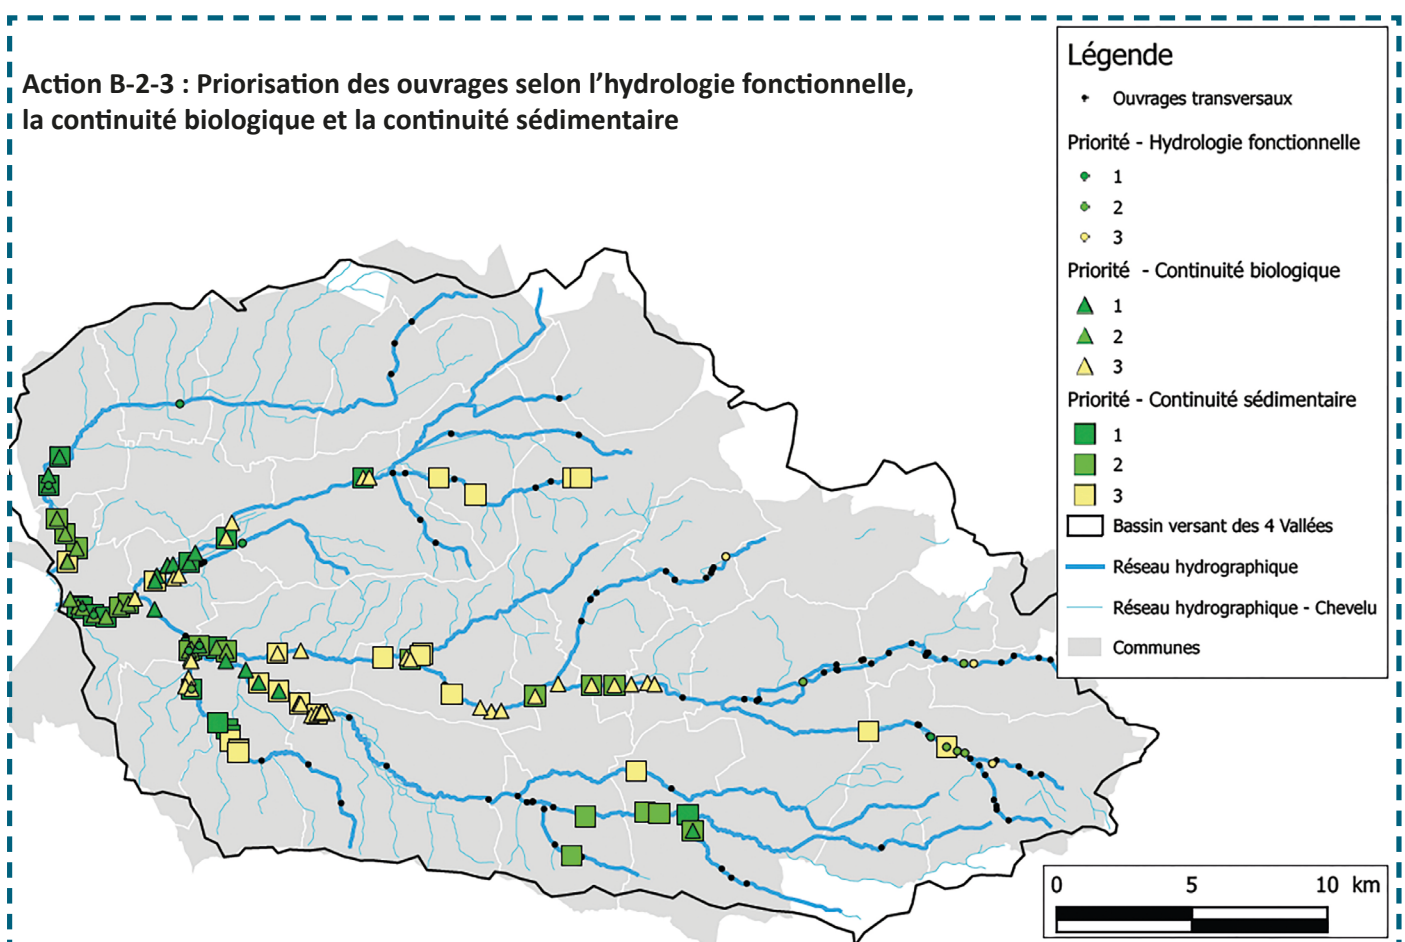 Action B-2-3 : Priorisation des ouvrages selon l’hydrologie fonctionnelle,
la continuité biologique et la continuité sédimentaire
Légende
Ouvrages transversaux
Priorité - Hydrologie fonctionnelle
1
2
3
Priorité - Continuité biologique
1
2
3
Priorité - Continuité sédimentaire
1
2
3
Bassin versant des 4 Vallées
Réseau hydrographique
Réseau hydrographique - Chevelu
Communes
0 5 10 km